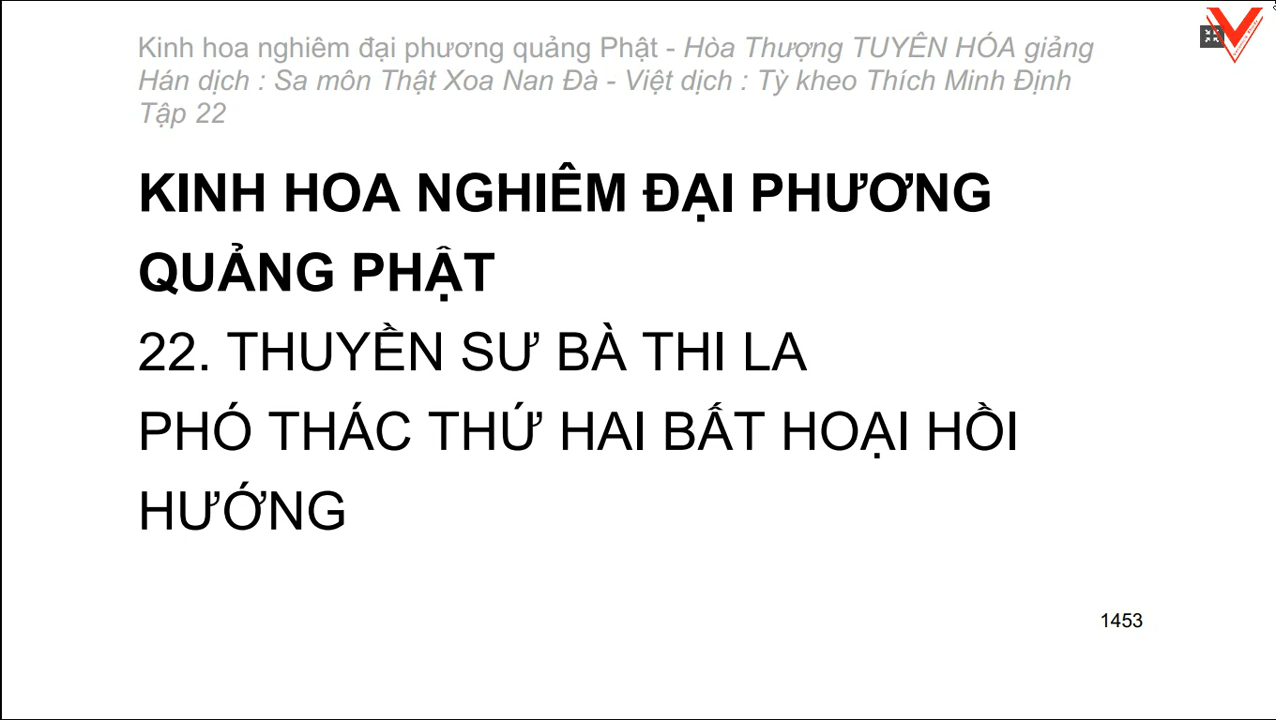 Kinh hoa nghiêm đại phương quảng Phật - Hòa Thượng TUYÊN HÓA giảng
Hán dịch : Sa môn Thật Xoa Nan Đà - Việt dịch : Tỳ kheo Thích Minh Định
Tập 22
KINH HOA NGHIÊM ĐẠI PHƯƠNG
QUẢNG PHẬT
22. THUYỀN SƯ BÀ THI LA
PHÓ THÁC THỨ HAI BẤT HOẠI HỒI
HƯỚNG
1453